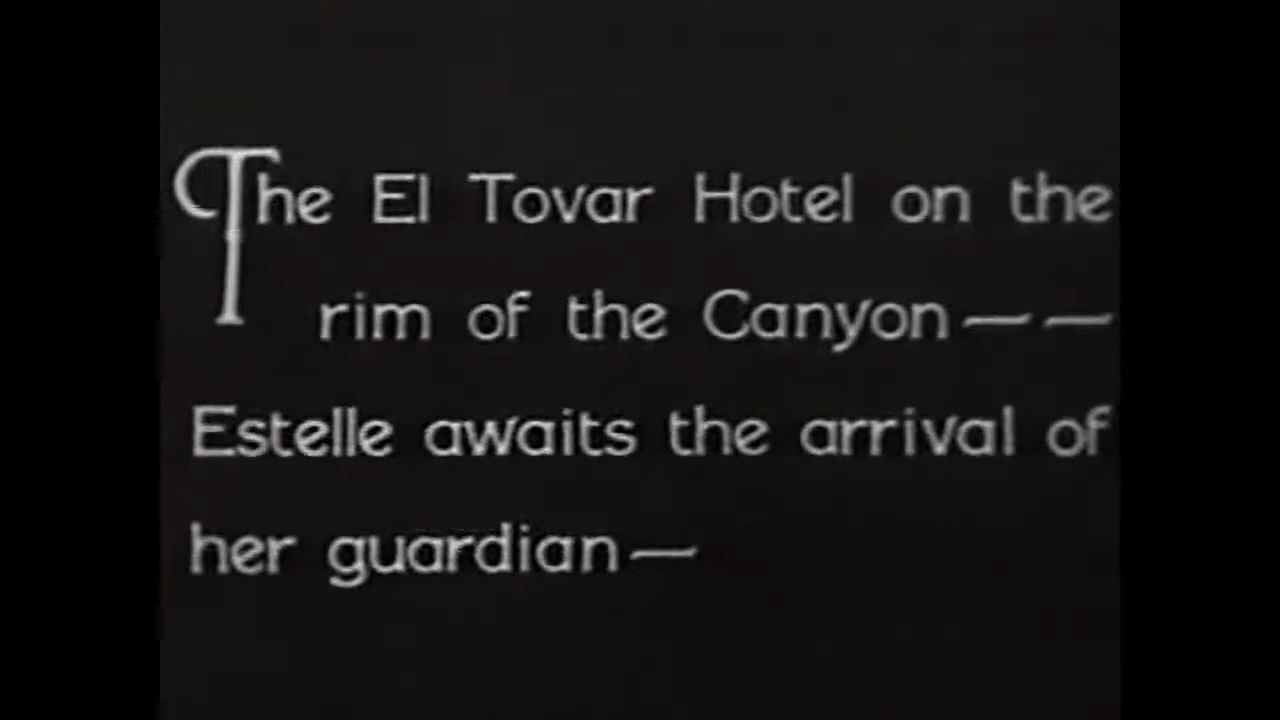 The El Tovar Hotel on the
rim of the Canyon — —
Estelle awaits the arrival of
her guardian —